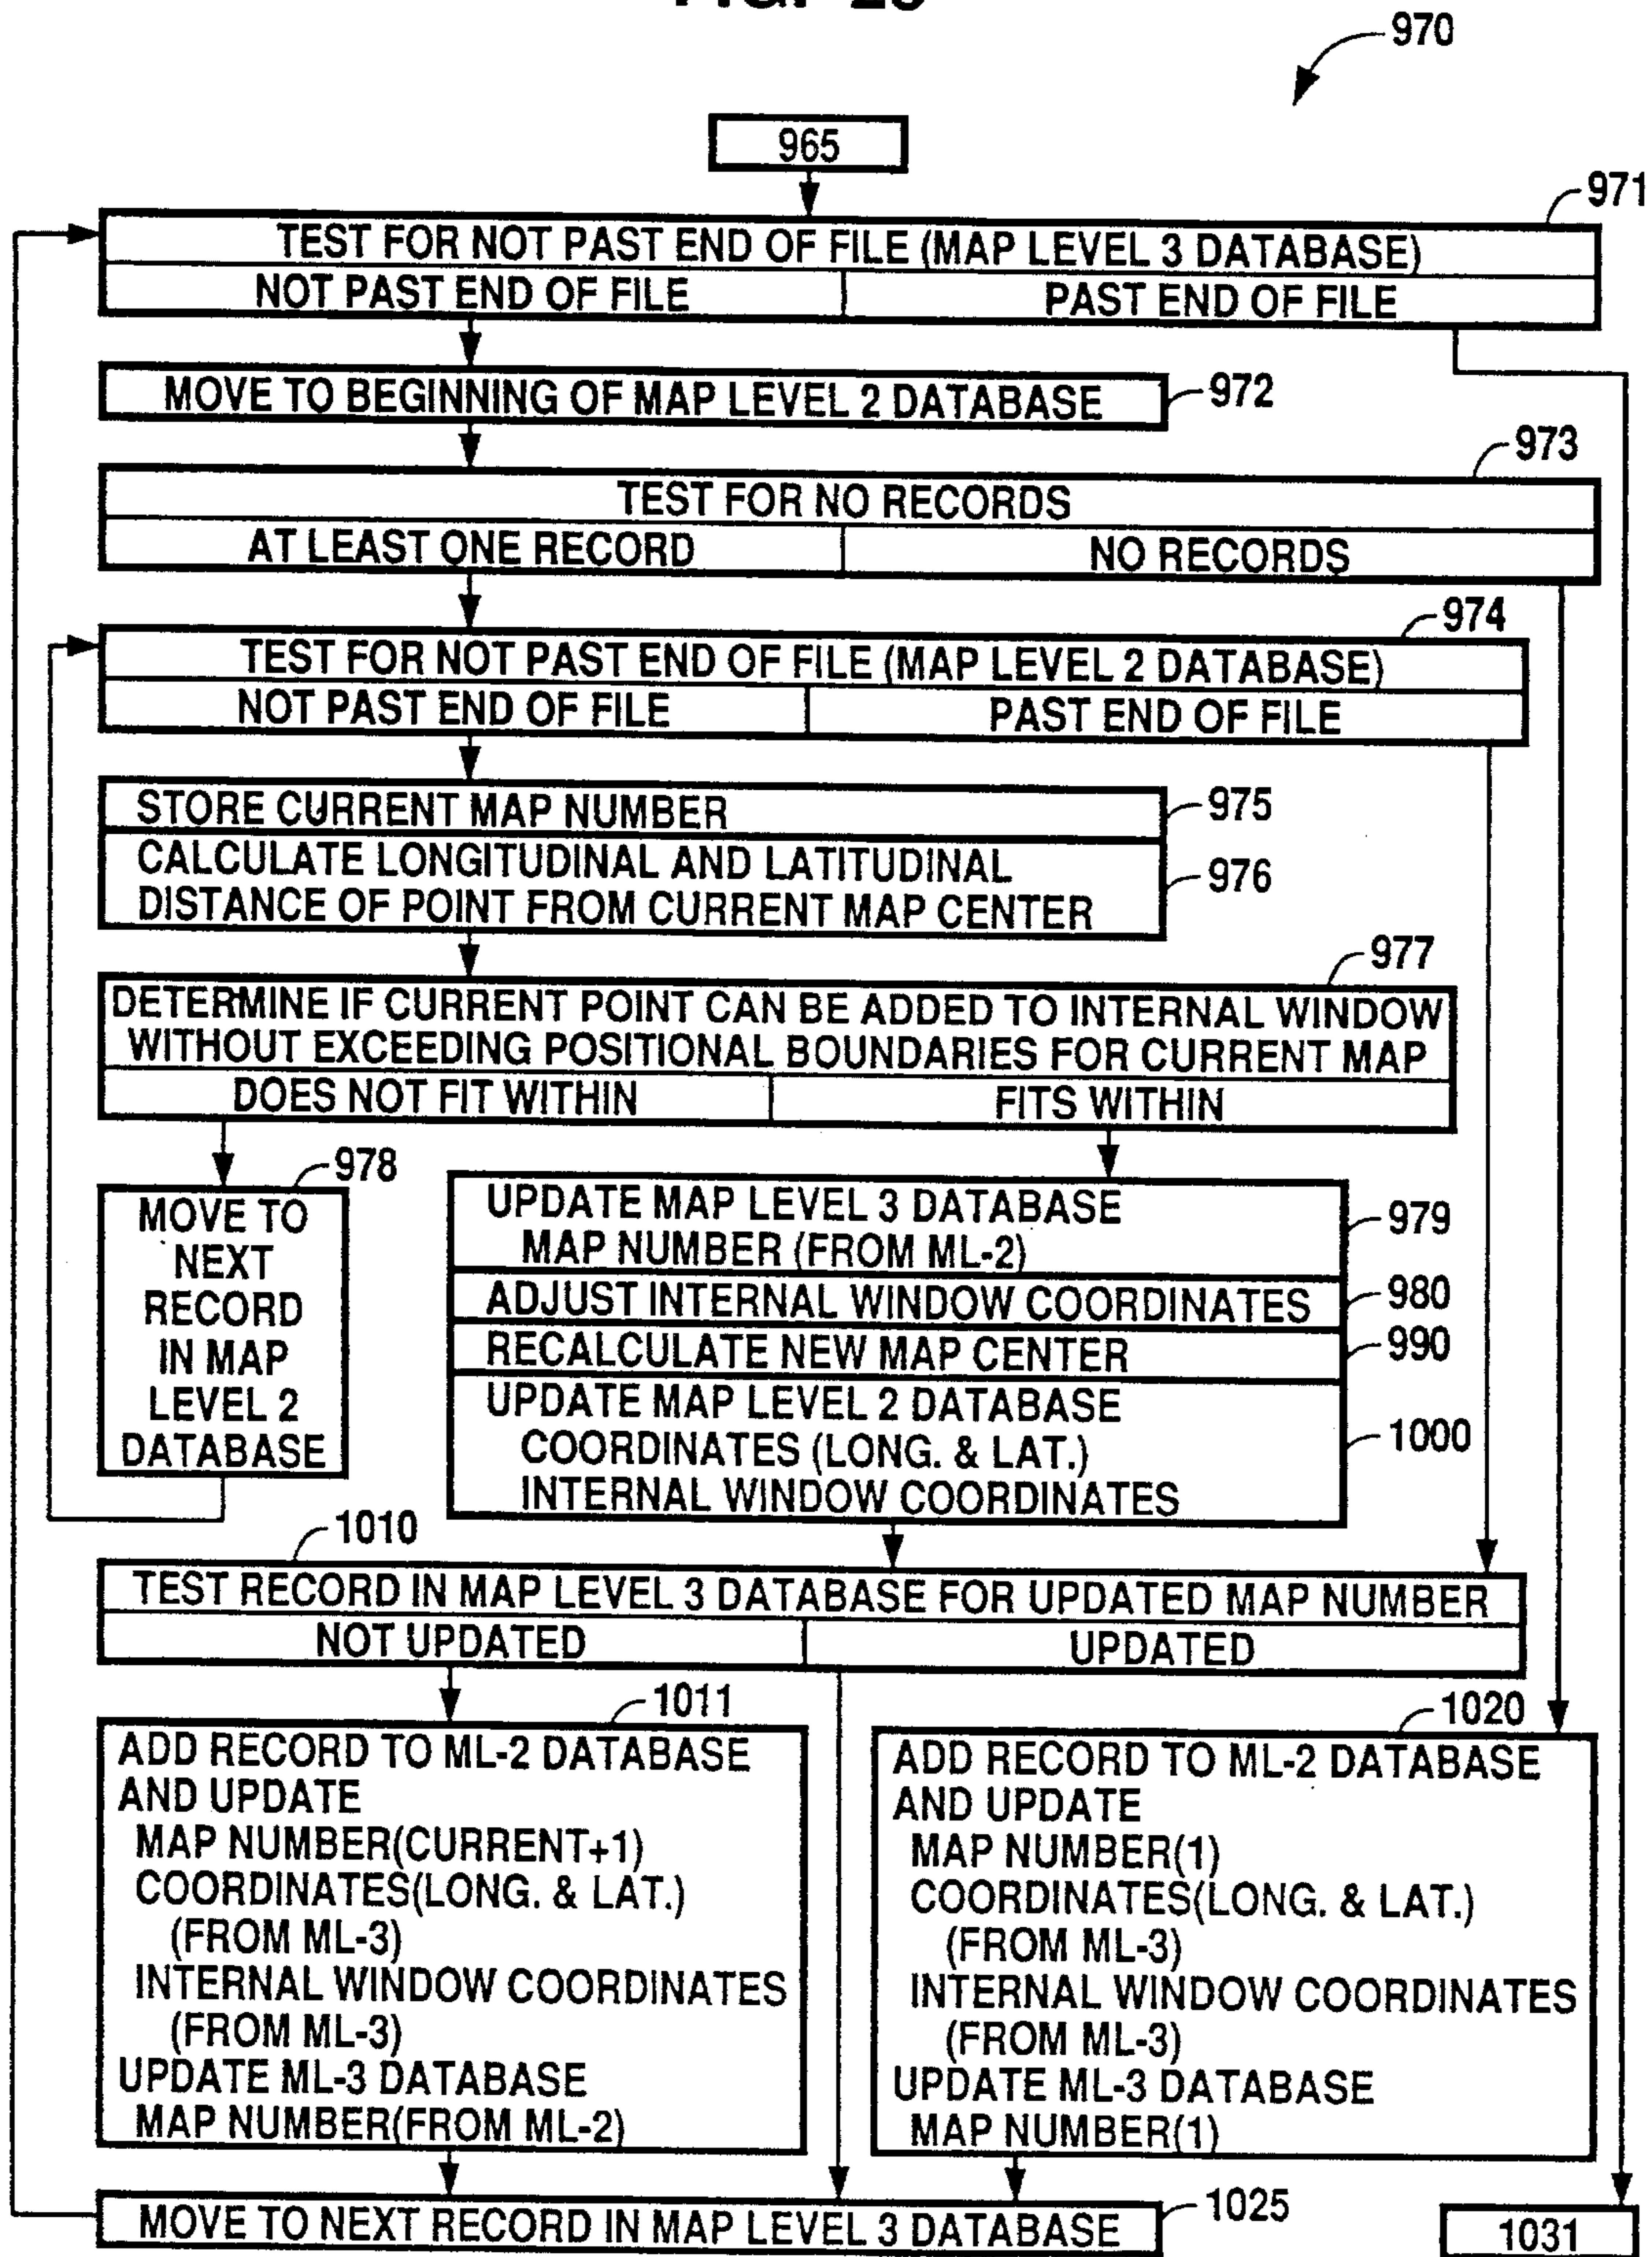 970
965
971
TEST FOR NOT PAST END OF FILE (MAP LEVEL 3 DATABASE)
NOT PAST END OF FILE
PAST END OF FILE
MOVE TO BEGINNING OF MAP LEVEL 2 DATABASE
972
973
TEST FOR NO RECORDS
AT LEAST ONE RECORD
NO RECORDS
974
TEST FOR NOT PAST END OF FILE (MAP LEVEL 2 DATABASE)
NOT PAST END OF FILE
PAST END OF FILE
STORE CURRENT MAP NUMBER
975
CALCULATE LONGITUDINAL AND LATITUDINAL
DISTANCE OF POINT FROM CURRENT MAP CENTER
976
977
DETERMINE IF CURRENT POINT CAN BE ADDED TO INTERNAL WINDOW
WITHOUT EXCEEDING POSITIONAL BOUNDARIES FOR CURRENT MAP
DOES NOT FIT WITHIN
FITS WITHIN
978
MOVE TO
NEXT
RECORD
IN MAP
LEVEL 2
DATABASE
UPDATE MAP LEVEL 3 DATABASE
MAP NUMBER (FROM ML-2)
979
ADJUST INTERNAL WINDOW COORDINATES
980
RECALCULATE NEW MAP CENTER
990
UPDATE MAP LEVEL 2 DATABASE
COORDINATES (LONG. & LAT.)
INTERNAL WINDOW COORDINATES
1000
1010
TEST RECORD IN MAP LEVEL 3 DATABASE FOR UPDATED MAP NUMBER
NOT UPDATED
UPDATED
1011
ADD RECORD TO ML-2 DATABASE
AND UPDATE
MAP NUMBER(CURRENT+1)
COORDINATES(LONG. & LAT.)
(FROM ML-3)
INTERNAL WINDOW COORDINATES
(FROM ML-3)
UPDATE ML-3 DATABASE
MAP NUMBER(FROM ML-2)
1020
ADD RECORD TO ML-2 DATABASE
AND UPDATE
MAP NUMBER(1)
COORDINATES(LONG. & LAT.)
(FROM ML-3)
INTERNAL WINDOW COORDINATES
(FROM ML-3)
UPDATE ML-3 DATABASE
MAP NUMBER(1)
MOVE TO NEXT RECORD IN MAP LEVEL 3 DATABASE
1025
1031